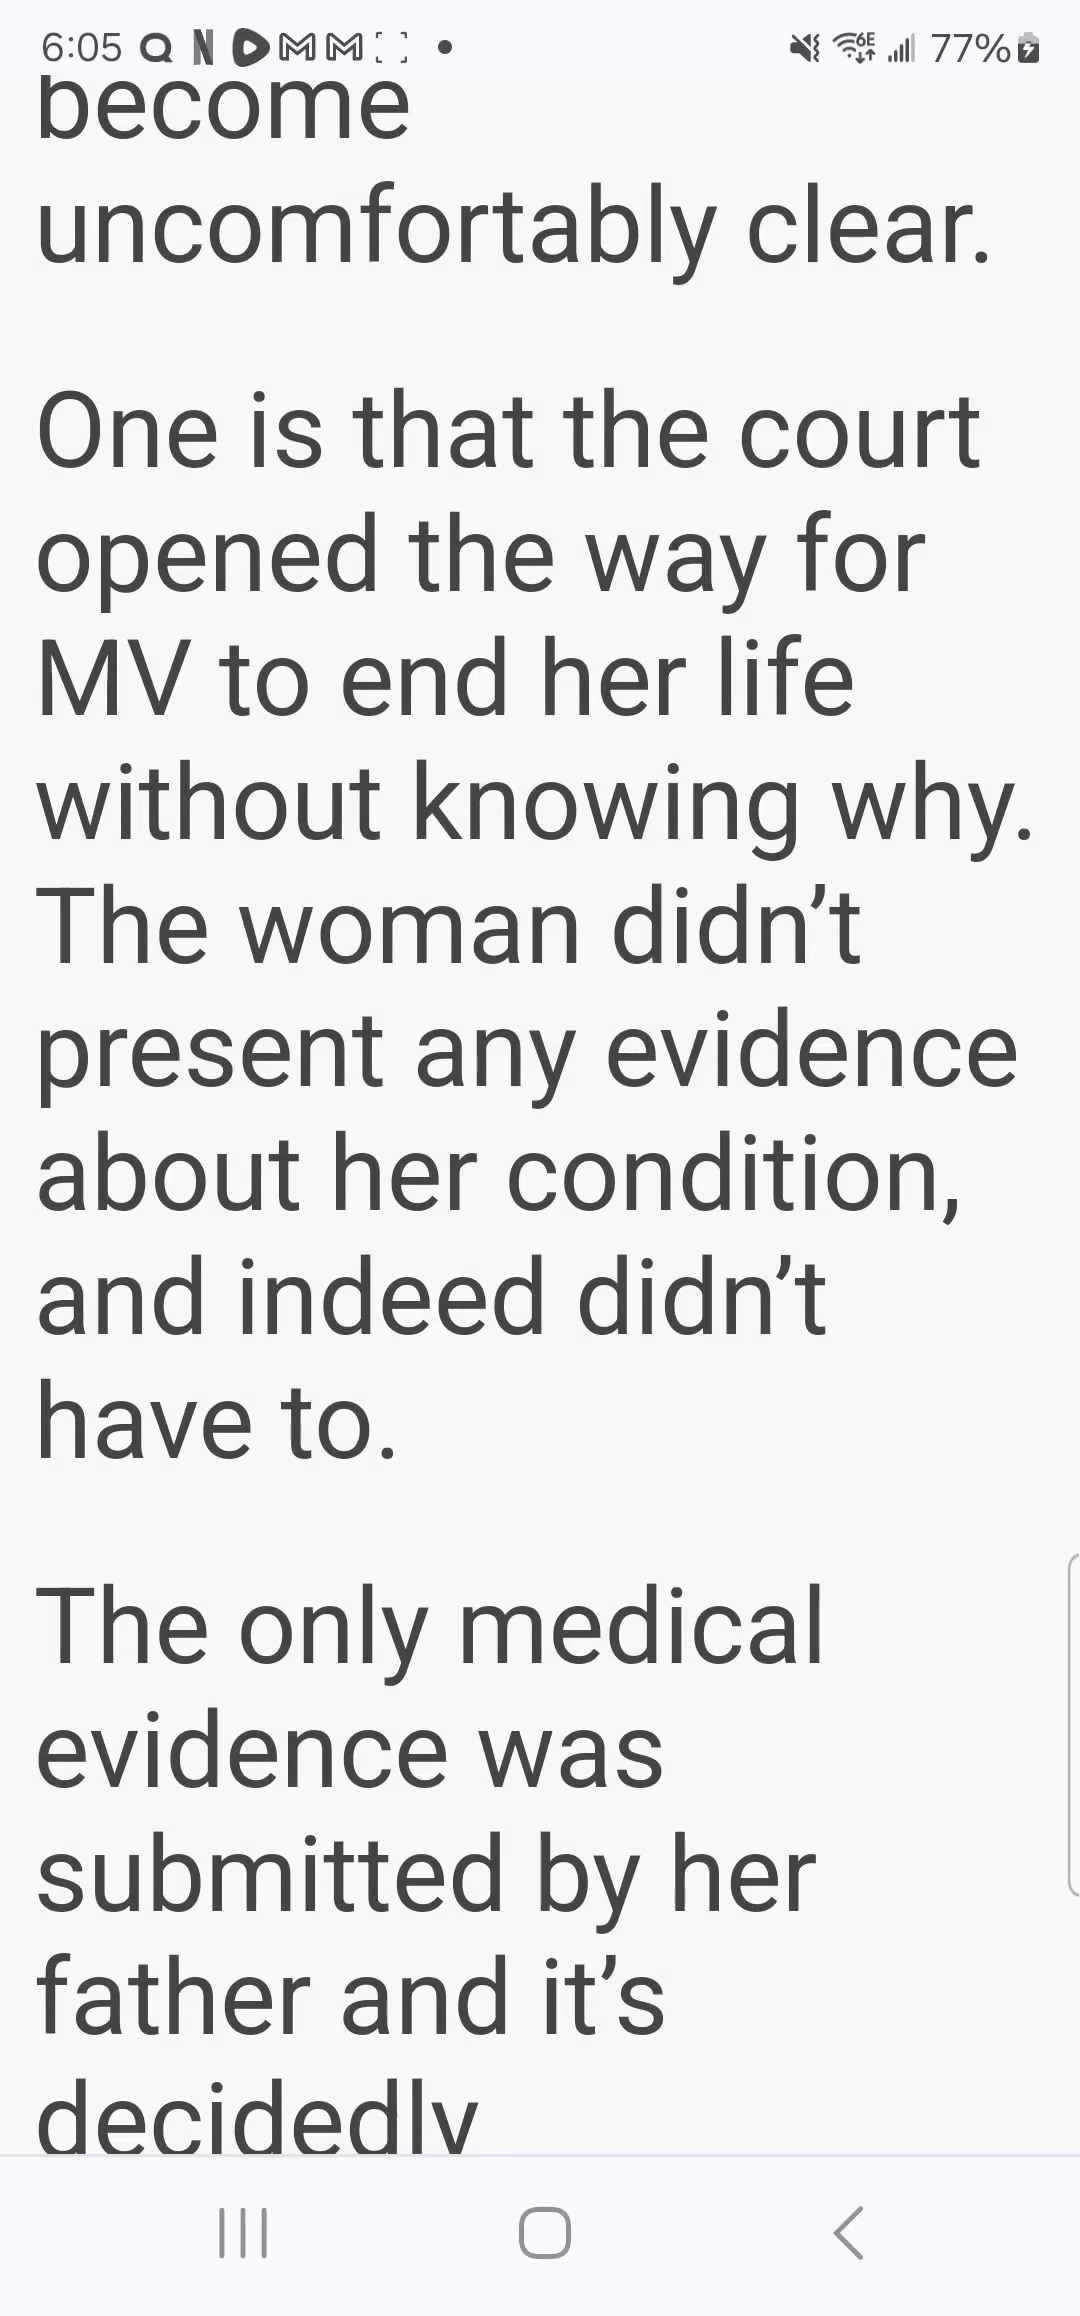 6:05 77%
become
uncomfortably clear.
One is that the court
opened the way for
MV to end her life
without knowing why.
The woman didn’t
present any evidence
about her condition,
and indeed didn’t
have to.
The only medical
evidence was
submitted by her
father and it’s
decidedly